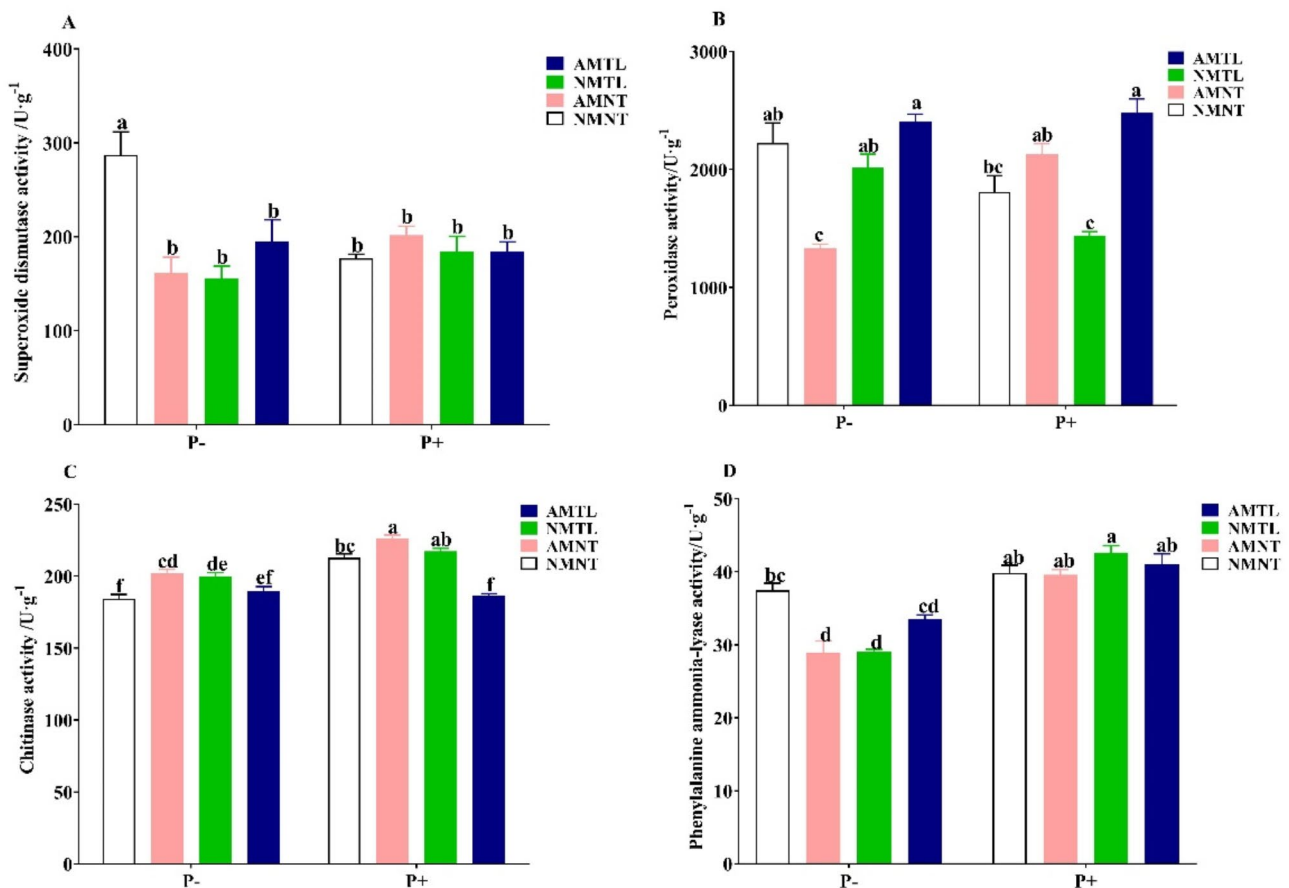 A
Superoxide dismutase activity /U·g-1
400
300
200
100
0
a
b
b
b
b
b
b
b
P-
P+
AMTL
NMTL
AMNT
NMNT
B
Peroxidase activity/U·g-1
3000
2000
1000
0
ab
c
ab
a
bc
ab
c
a
P-
P+
AMTL
NMTL
AMNT
NMNT
C
Chitinase activity /U·g-1
250
200
150
100
50
0
f
cd
de
ef
bc
a
ab
f
P-
P+
AMTL
NMTL
AMNT
NMNT
D
Phenylalanine ammonia-lyase activity/U·g-1
50
40
30
20
10
0
bc
d
d
cd
ab
ab
a
ab
P-
P+
AMTL
NMTL
AMNT
NMNT